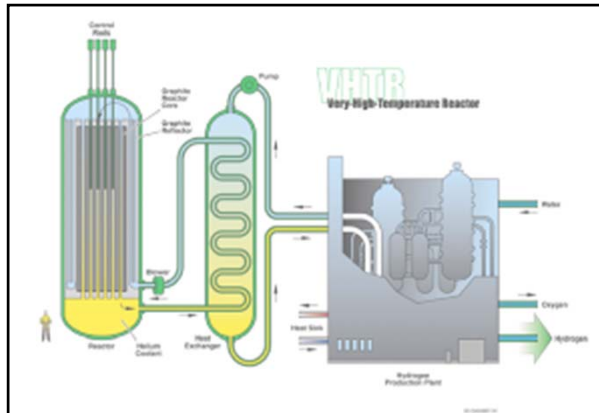 Control
Rods
Graphite
Reactor
Core
Graphite
Reflector
Pump
VHTR
Very-High-Temperature Reactor
Blower
Water
Oxygen
Hydrogen
Heat Sink
Reactor
Helium
Coolant
Heat
Exchanger
Hydrogen
Production Plant